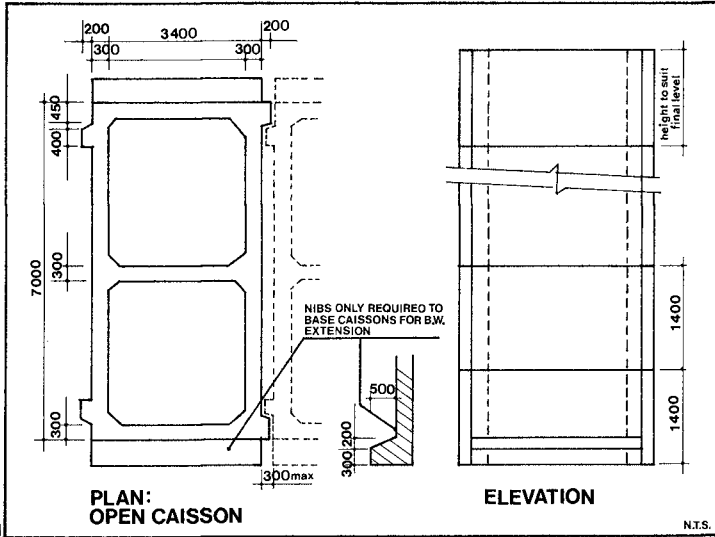 200
3400
200
300
300
450
400
7000
300
300
NIBS ONLY REQUIRED TO
BASE CAISSONS FOR B.W.
EXTENSION
500
200
300
300max
PLAN:
OPEN CAISSON
height to suit
final level
1400
1400
ELEVATION
N.T.S.